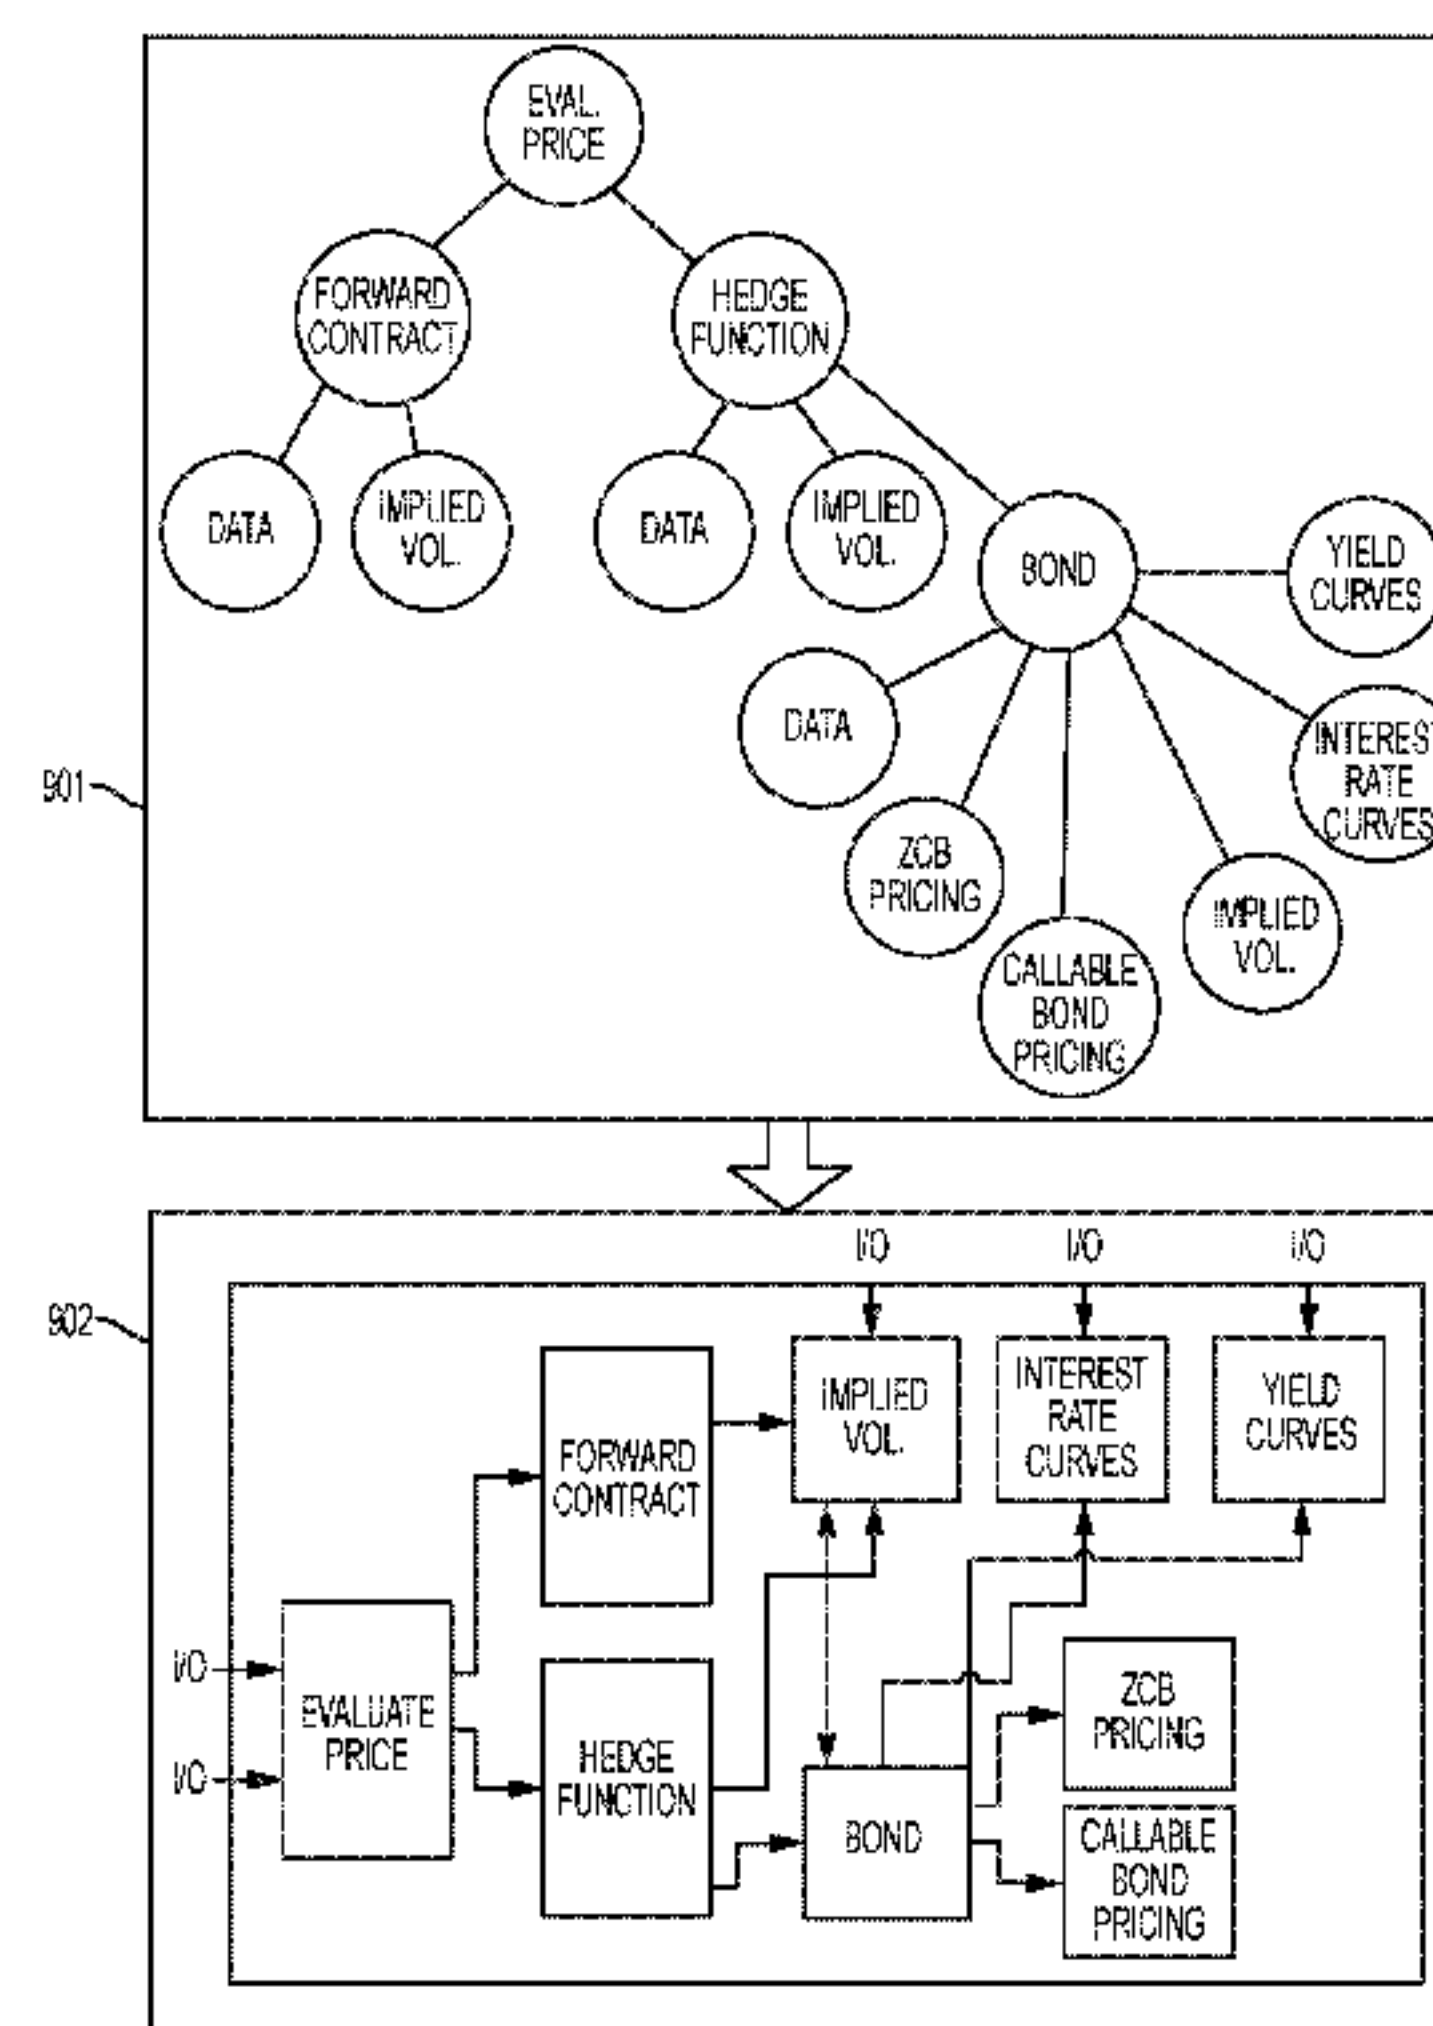 EVAL.
PRICE
FORWARD
CONTRACT
HEDGE
FUNCTION
DATA
IMPLIED
VOL.
DATA
IMPLIED
VOL.
BOND
YIELD
CURVES
DATA
INTEREST
RATE
CURVES
901
ZCB
PRICING
IMPLIED
VOL.
CALLABLE
BOND
PRICING
I/O
I/O
I/O
902
IMPLIED
VOL.
INTEREST
RATE
CURVES
YIELD
CURVES
FORWARD
CONTRACT
I/O
I/O
EVALUATE
PRICE
HEDGE
FUNCTION
BOND
ZCB
PRICING
CALLABLE
BOND
PRICING